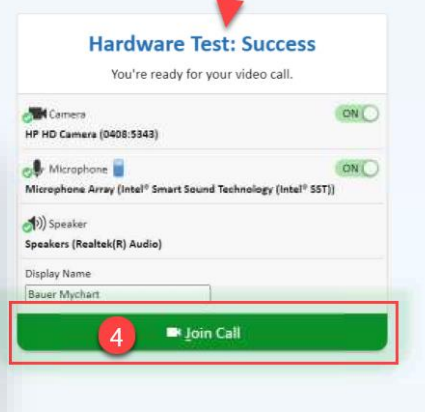 Hardware Test: Success
You're ready for your video call.
Camera
ON
HP HD Camera (0408:5343)
Microphone
ON
Microphone Array (Intel® Smart Sound Technology (Intel® SST))
Speaker
Speakers (Realtek(R) Audio)
Display Name
Bauer Mychart
4
Join Call